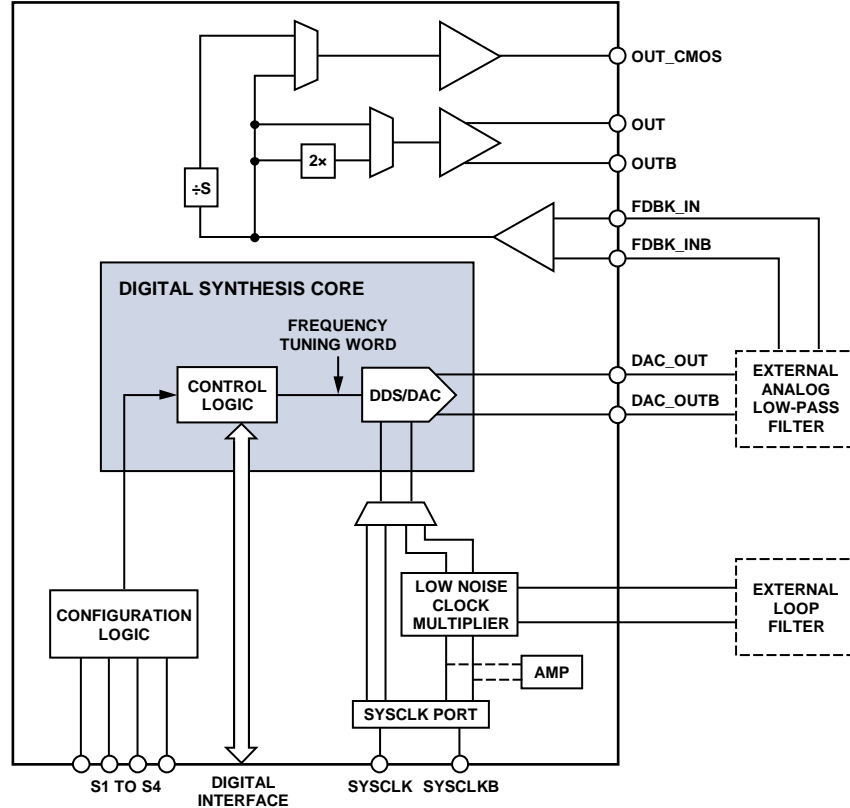 OUT_CMOS
OUT
2×
OUTB
÷S
FDBK_IN
FDBK_INB
DIGITAL SYNTHESIS CORE
FREQUENCY
TUNING WORD
DAC_OUT
CONTROL
LOGIC
DDS/DAC
DAC_OUTB
EXTERNAL
ANALOG
LOW-PASS
FILTER
LOW NOISE
CLOCK
MULTIPLIER
EXTERNAL
LOOP
FILTER
CONFIGURATION
LOGIC
AMP
SYSCLK PORT
S1 TO S4
DIGITAL
INTERFACE
SYSCLK
SYSCLKB